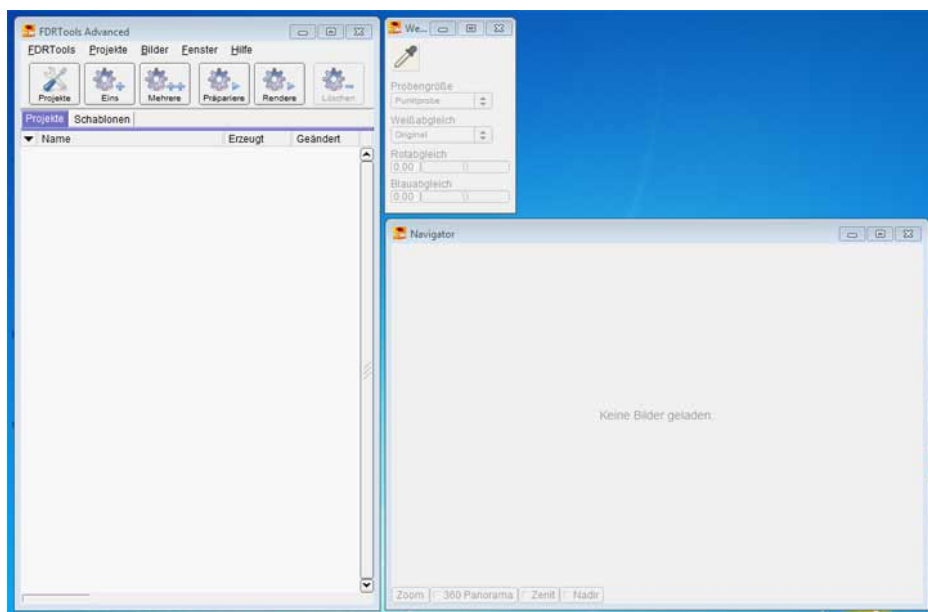 FDRTools Advanced
FDRTools Projekte Bilder Fenster Hilfe
Projekte Eins Mehrere Präpariere Rendere Löschen
Projekte Schablonen
Name Erzeugt Geändert
We...
Probengröße
Punktprobe
Weißabgleich
Original
Rotabgleich
0.00
Blauabgleich
0.00
Navigator
Keine Bilder geladen.
Zoom 360 Panorama Zenit Nadir